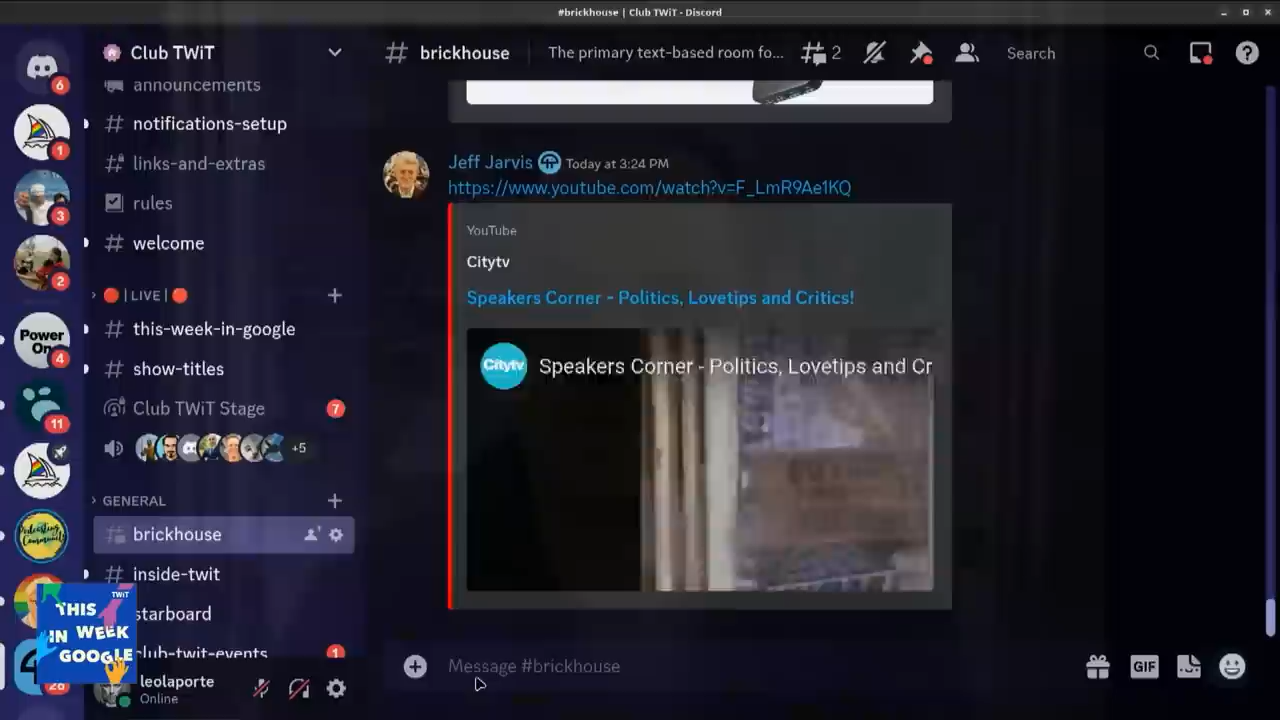 #brickhouse | Club TWiT - Discord
Club TWiT
# brickhouse
The primary text-based room fo...
2
Search
announcements
notifications-setup
links-and-extras
rules
welcome
| LIVE |
this-week-in-google
show-titles
Club TWiT Stage
7
+5
GENERAL
brickhouse
inside-twit
starboard
club-twit-events
1
leolaporte
Online
6
1
3
2
Power
On
4
11
Podcasting
Community
26
TWiT
THIS
IN WEEK
GOOGLE
Jeff Jarvis Today at 3:24 PM
https://www.youtube.com/watch?v=F_LmR9Ae1KQ
YouTube
Citytv
Speakers Corner - Politics, Lovetips and Critics!
Citytv
Speakers Corner - Politics, Lovetips and Cr
Message #brickhouse
GIF